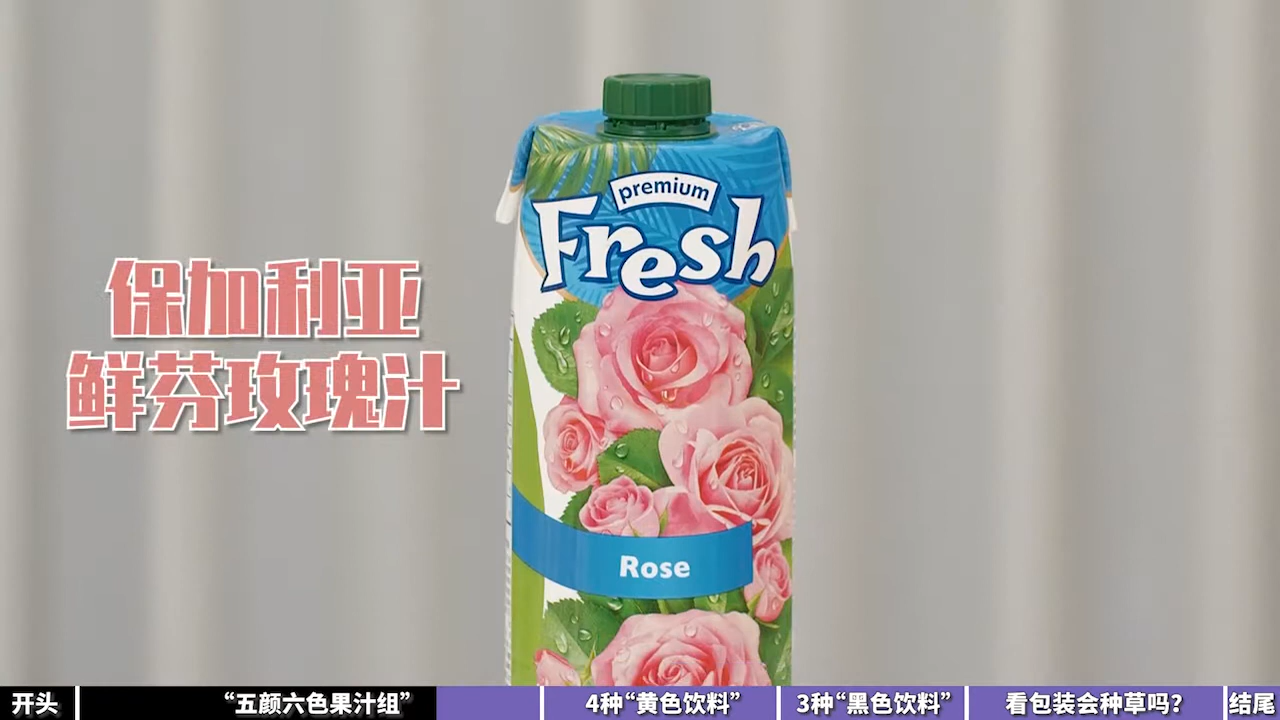 premium
Fresh
保加利亚
鲜芬玫瑰汁
Rose
开头
“五颜六色果汁组”
4种“黄色饮料”
3种“黑色饮料”
看包装会种草吗?
结尾